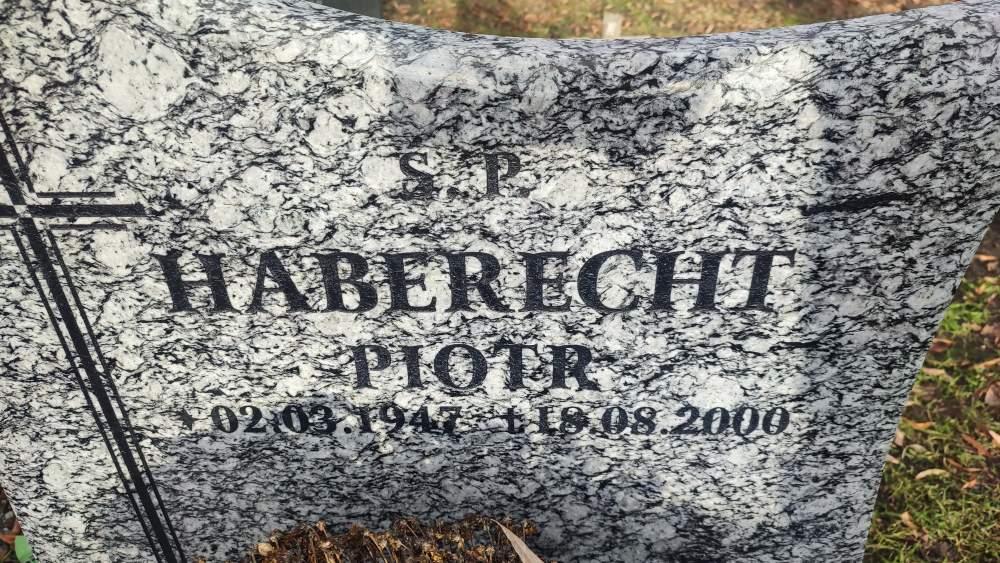 S. P.
HABERECHT
PIOTR
* 02.03.1947 † 18.08.2000